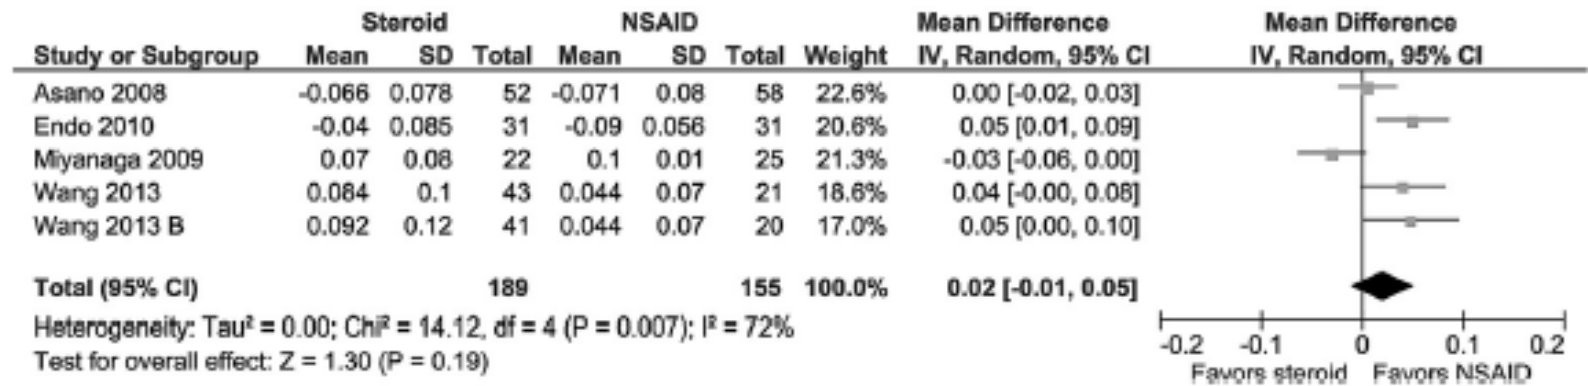 Steroid NSAID Mean Difference Mean Difference
Study or Subgroup Mean SD Total Mean SD Total Weight IV, Random, 95% CI IV, Random, 95% CI
Asano 2008 -0.066 0.078 52 -0.071 0.08 58 22.6% 0.00 [-0.02, 0.03]
Endo 2010 -0.04 0.085 31 -0.09 0.056 31 20.6% 0.05 [0.01, 0.09]
Miyanaga 2009 0.07 0.08 22 0.1 0.01 25 21.3% -0.03 [-0.06, 0.00]
Wang 2013 0.084 0.1 43 0.044 0.07 21 18.6% 0.04 [-0.00, 0.08]
Wang 2013 B 0.092 0.12 41 0.044 0.07 20 17.0% 0.05 [0.00, 0.10]
Total (95% CI) 189 155 100.0% 0.02 [-0.01, 0.05]
Heterogeneity: Tau² = 0.00; Chi² = 14.12, df = 4 (P = 0.007); I² = 72%
Test for overall effect: Z = 1.30 (P = 0.19)
-0.2 -0.1 0 0.1 0.2
Favors steroid Favors NSAID